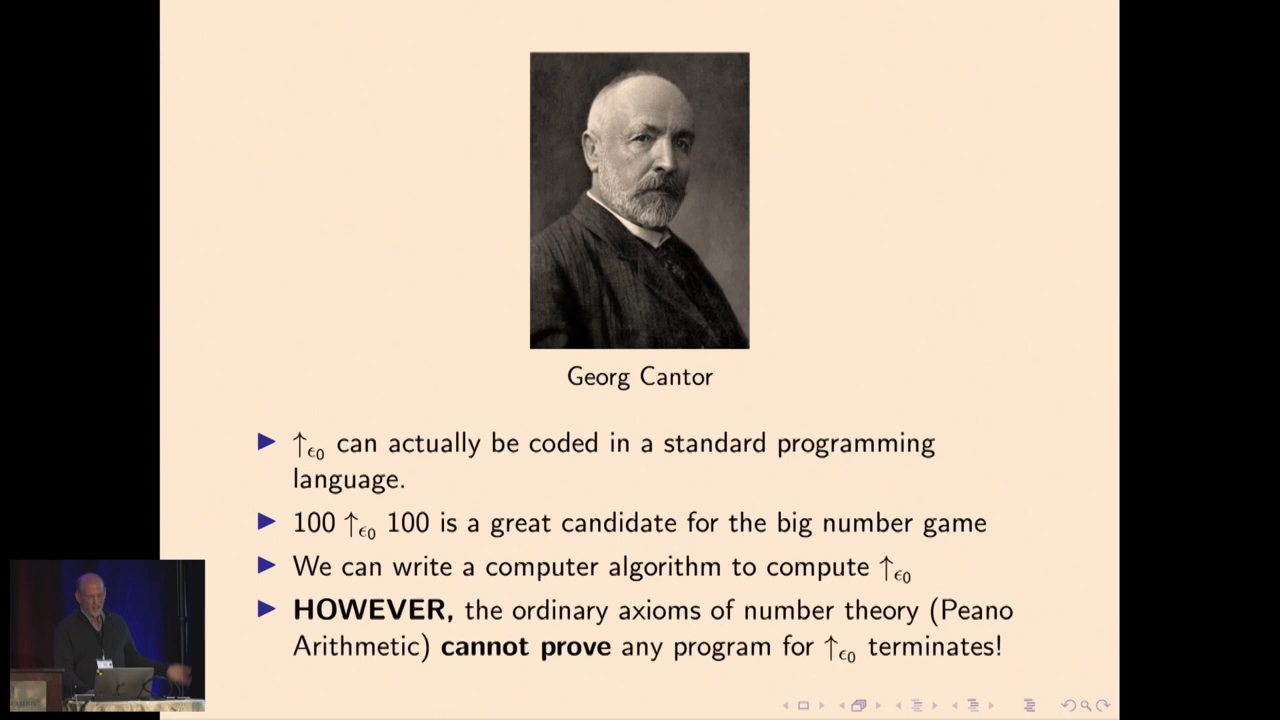 Georg Cantor
▶ ↑ϵ₀ can actually be coded in a standard programming
language.
▶ 100 ↑ϵ₀ 100 is a great candidate for the big number game
▶ We can write a computer algorithm to compute ↑ϵ₀
▶ HOWEVER, the ordinary axioms of number theory (Peano
Arithmetic) cannot prove any program for ↑ϵ₀ terminates!